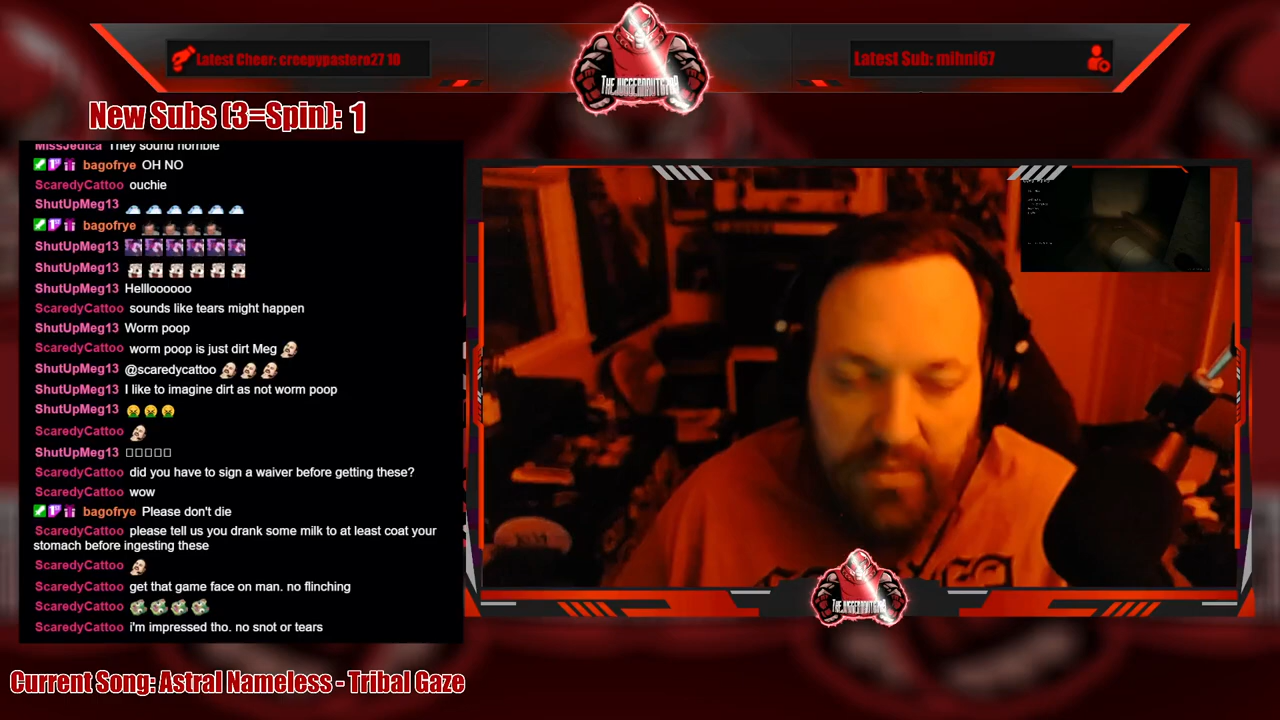 Latest Cheer: creepypastero27 10
Latest Sub: mihni67
New Subs (3=Spin): 1
MissJedica They sound horrible
bagofrye OH NO
ScaredyCattoo ouchie
ShutUpMeg13
bagofrye
ShutUpMeg13
ShutUpMeg13
ShutUpMeg13 Hellloooooo
ScaredyCattoo sounds like tears might happen
ShutUpMeg13 Worm poop
ScaredyCattoo worm poop is just dirt Meg
ShutUpMeg13 @scaredycattoo
ShutUpMeg13 I like to imagine dirt as not worm poop
ShutUpMeg13
ScaredyCattoo
ShutUpMeg13
ScaredyCattoo did you have to sign a waiver before getting these?
ScaredyCattoo wow
bagofrye Please don't die
ScaredyCattoo please tell us you drank some milk to at least coat your
stomach before ingesting these
ScaredyCattoo
ScaredyCattoo get that game face on man. no flinching
ScaredyCattoo
ScaredyCattoo i'm impressed tho. no snot or tears
Current Song: Astral Nameless - Tribal Gaze